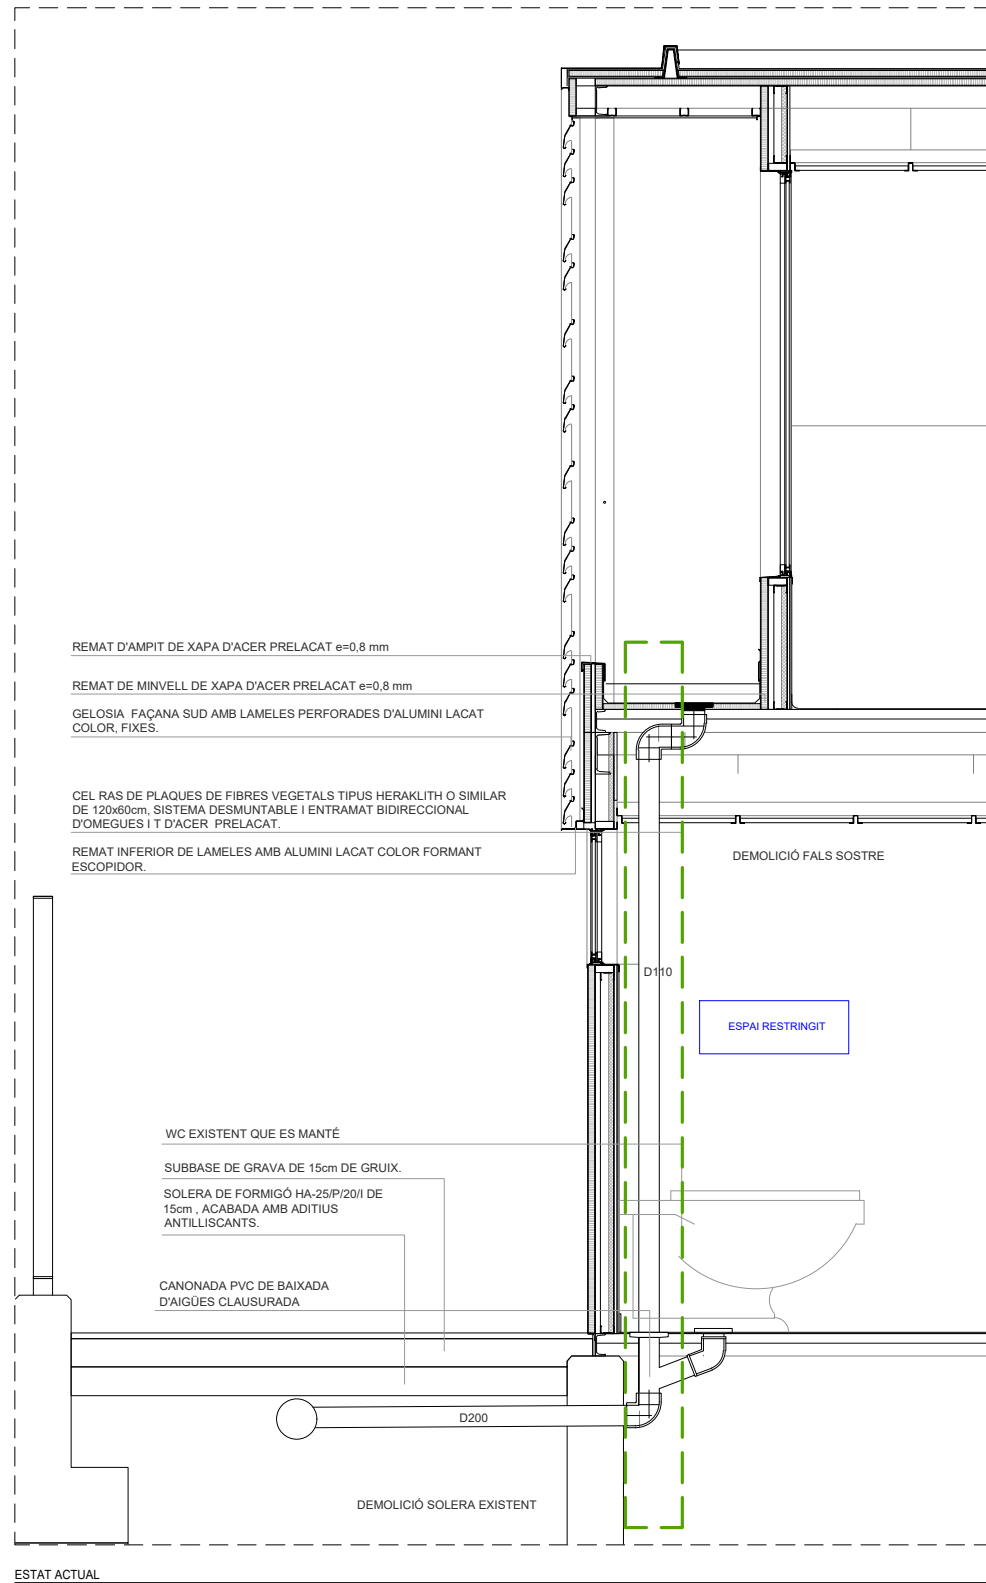 REMAT D'AMPIT DE XAPA D'ACER PRELACAT e=0,8 mm
REMAT DE MINVELL DE XAPA D'ACER PRELACAT e=0,8 mm
GELOSIA FAÇANA SUD AMB LAMELES PERFORADES D'ALUMINI LACAT
COLOR, FIXES.
CEL RAS DE PLAQUES DE FIBRES VEGETALS TIPUS HERAKLITH O SIMILAR
DE 120x60cm, SISTEMA DESMUNTABLE I ENTRAMAT BIDIRECCIONAL
D'OMEGUES I T D'ACER PRELACAT.
REMAT INFERIOR DE LAMELES AMB ALUMINI LACAT COLOR FORMANT
ESCOPIDOR.
DEMOLICIÓ FALS SOSTRE
D110
ESPAI RESTRINGIT
WC EXISTENT QUE ES MANTÉ
SUBBASE DE GRAVA DE 15cm DE GRUIX.
SOLERA DE FORMIGÓ HA-25/P/20/I DE
15cm , ACABADA AMB ADITIUS
ANTILLISCANTS.
CANONADA PVC DE BAIXADA
D'AIGÜES CLAUSURADA
D200
DEMOLICIÓ SOLERA EXISTENT
ESTAT ACTUAL